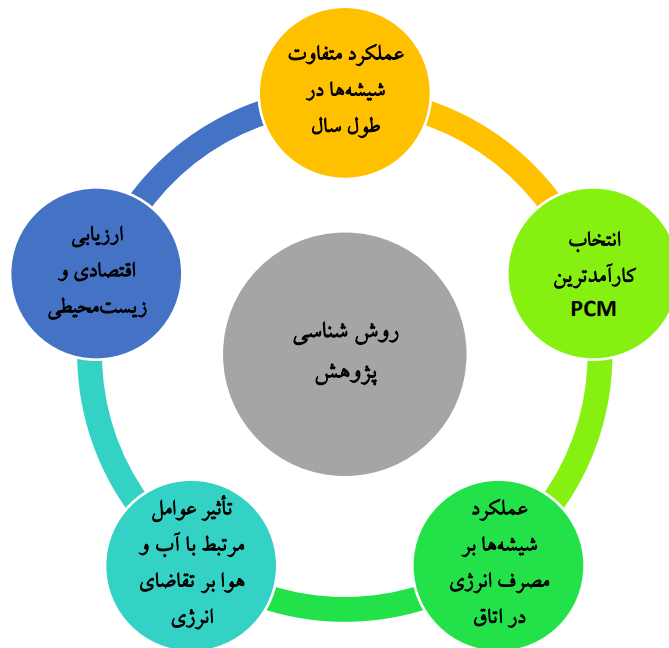 عملکرد متفاوت
شیشه‌ها در
طول سال
انتخاب
کارآمدترین
PCM
عملکرد
شیشه‌ها بر
مصرف انرژی
در اتاق
تأثیر عوامل
مرتبط با آب و
هوا بر تقاضای
انرژی
ارزیابی
اقتصادی و
زیست‌محیطی
روش شناسی
پژوهش